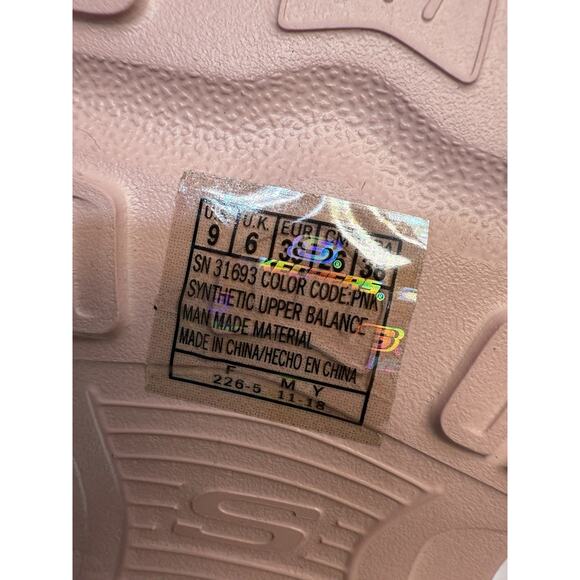 U.K. EUR
9 6
SN 31693 COLOR CODE:PNK
SYNTHETIC UPPER BALANCE
MAN MADE MATERIAL
MADE IN CHINA/HECHO EN CHINA
F M Y
226-5 11-18
S